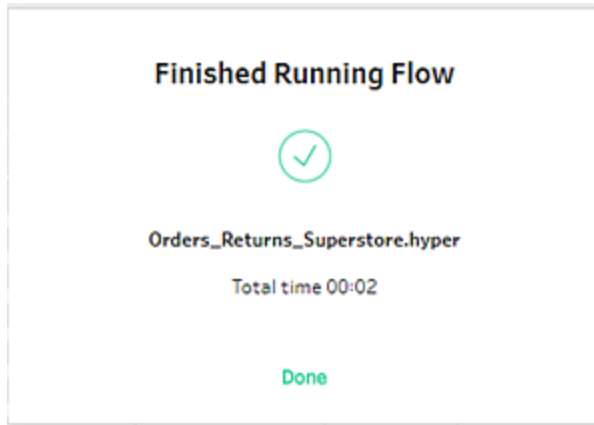 Finished Running Flow
Orders_Returns_Superstore.hyper
Total time 00:02
Done